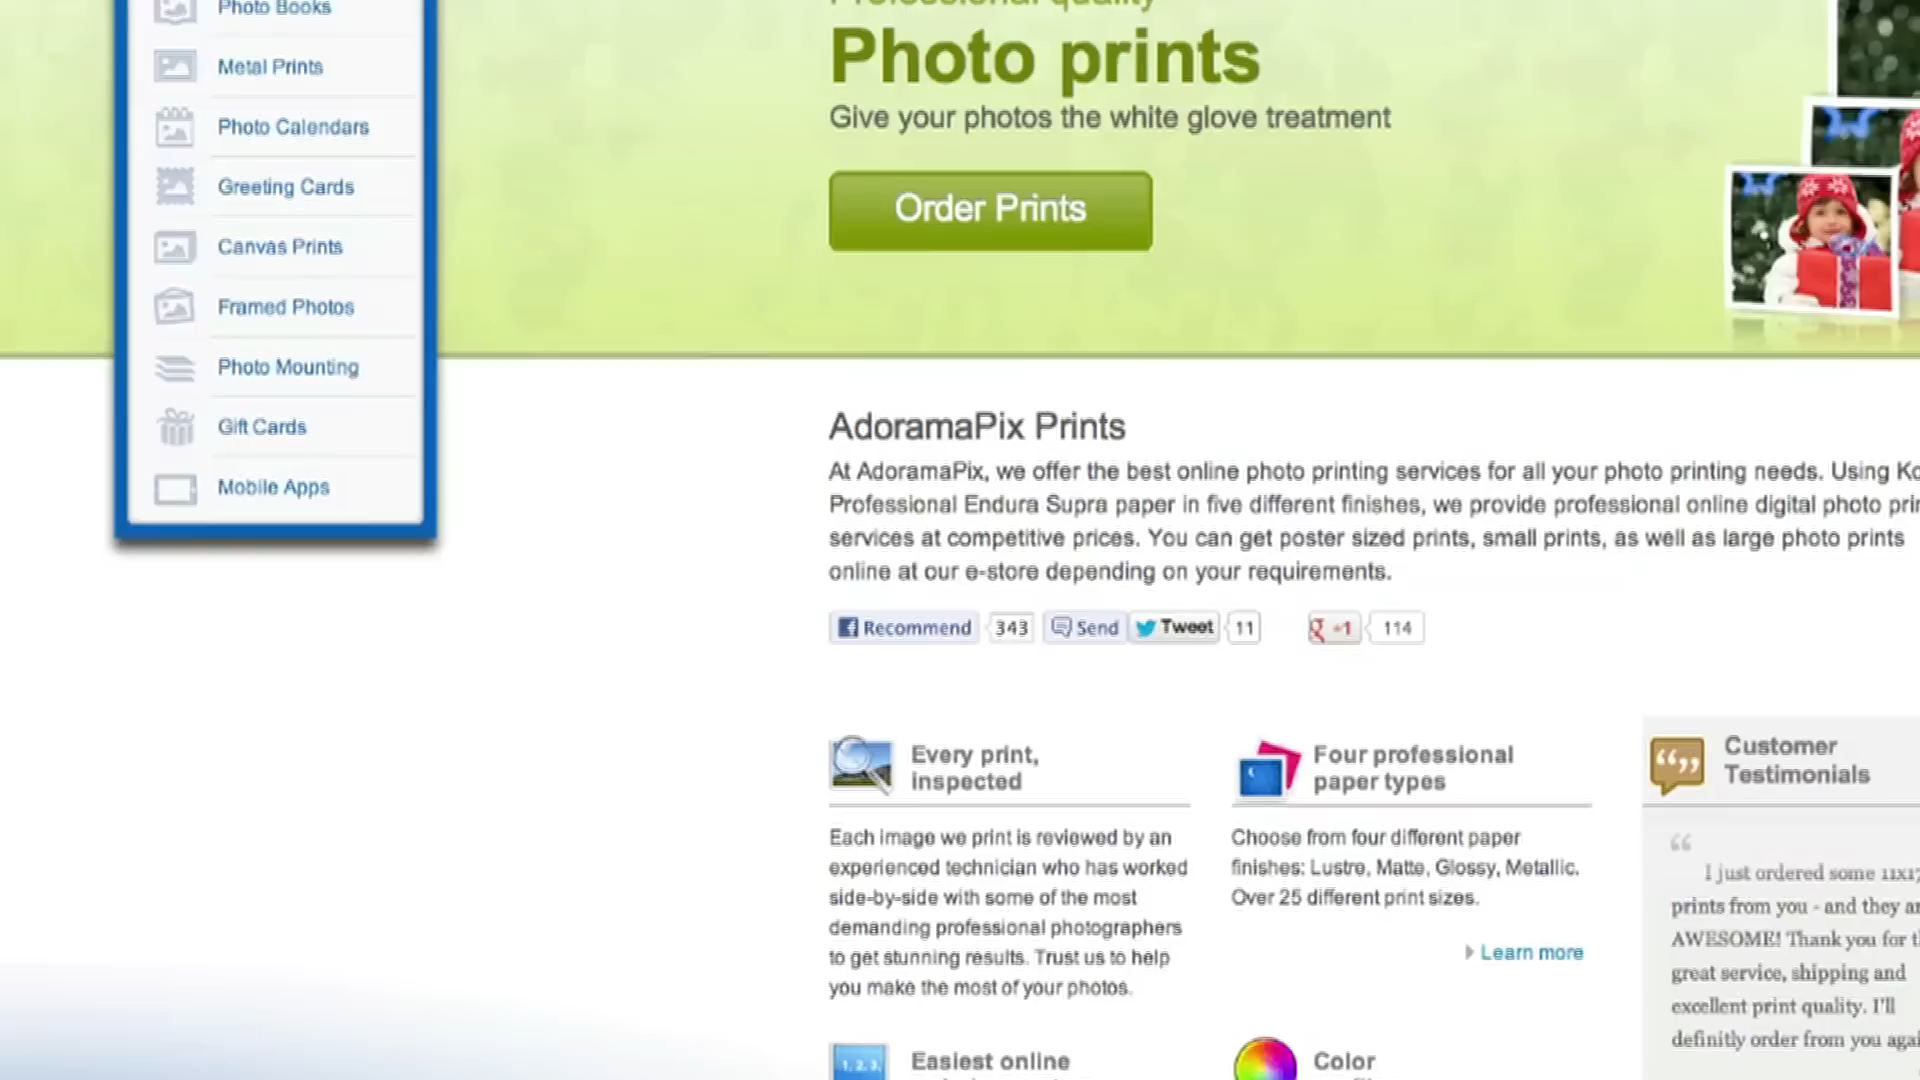 Photo Books
Metal Prints
Photo Calendars
Greeting Cards
Canvas Prints
Framed Photos
Photo Mounting
Gift Cards
Mobile Apps
Professional quality
Photo prints
Give your photos the white glove treatment
Order Prints
AdoramaPix Prints
At AdoramaPix, we offer the best online photo printing services for all your photo printing needs. Using
Professional Endura Supra paper in five different finishes, we provide professional online digital photo
services at competitive prices. You can get poster sized prints, small prints, as well as large photo prints
online at our e-store depending on your requirements.
Recommend 343 Send Tweet 11 g +1 114
Every print,
inspected
Each image we print is reviewed by an
experienced technician who has worked
side-by-side with some of the most
demanding professional photographers
to get stunning results. Trust us to help
you make the most of your photos.
Four professional
paper types
Choose from four different paper
finishes: Lustre, Matte, Glossy, Metallic.
Over 25 different print sizes.
Learn more
Customer
Testimonials
“
I just ordered some
prints from you - and they
AWESOME! Thank you for
great service, shipping and
excellent print quality. I'll
definitly order from you
1, 2, 3,
Easiest online
Color